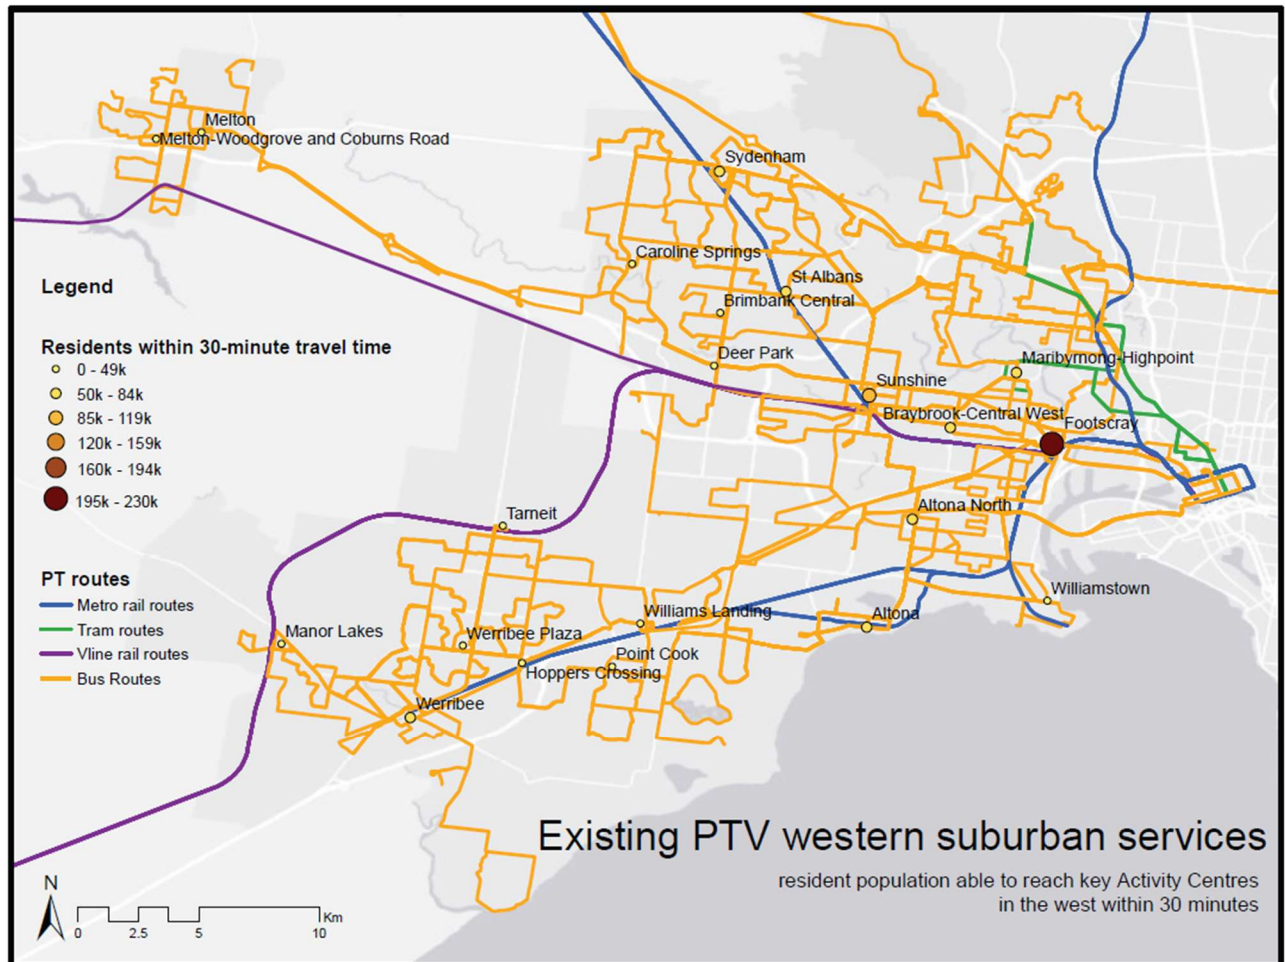 Melton
Melton-Woodgrove and Coburns Road
Sydenham
Caroline Springs
St Albans
Brimbank Central
Deer Park
Maribyrnong-Highpoint
Sunshine
Braybrook-Central West
Footscray
Altona North
Tarneit
Williamstown
Williams Landing
Altona
Manor Lakes
Werribee Plaza
Point Cook
Hoppers Crossing
Werribee
Legend
Residents within 30-minute travel time
0 - 49k
50k - 84k
85k - 119k
120k - 159k
160k - 194k
195k - 230k
PT routes
Metro rail routes
Tram routes
Vline rail routes
Bus Routes
N
Km
0 2.5 5 10
Existing PTV western suburban services
resident population able to reach key Activity Centres
in the west within 30 minutes